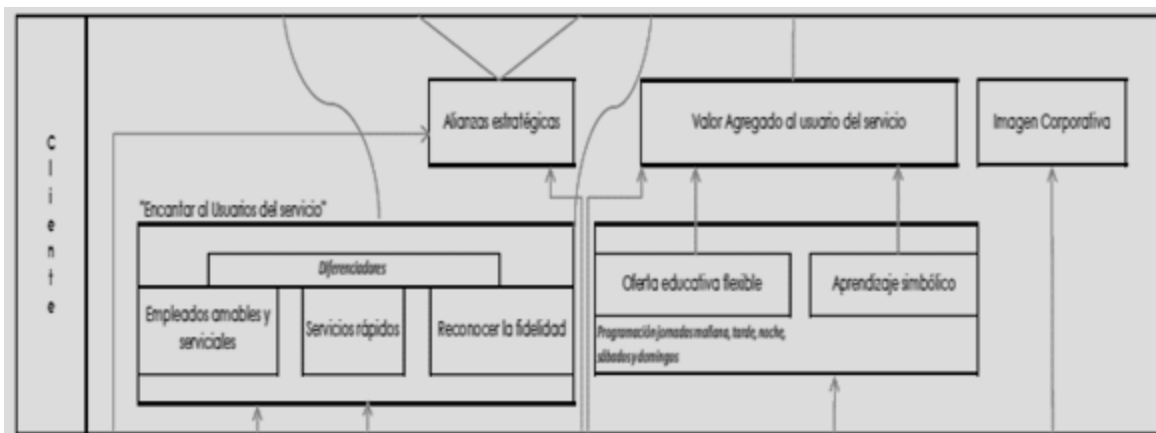 Cliente
Alianzas estratégicas
Valor Agregado al usuario del servicio
Imagen Corporativa
"Encantar al Usuarios del servicio"
Diferenciadores
Empleados amables y
serviciales
Servicios rápidos
Reconocer la fidelidad
Oferta educativa flexible
Aprendizaje simbólico
Programación jornadas mañana, tarde, noche,
sábados y domingos